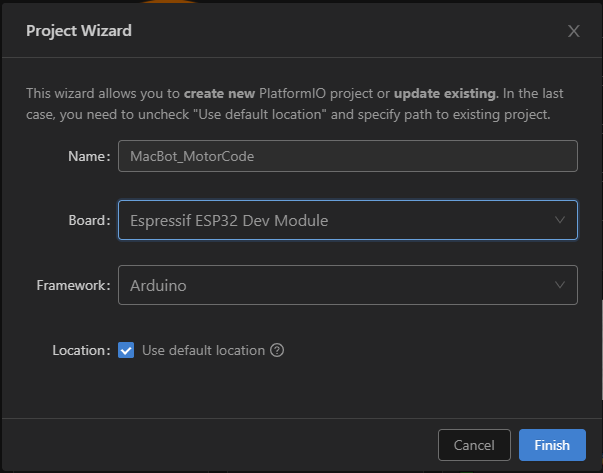 Project Wizard
This wizard allows you to create new PlatformIO project or update existing. In the last
case, you need to uncheck "Use default location" and specify path to existing project.
Name: MacBot_MotorCode
Board: Espressif ESP32 Dev Module
Framework: Arduino
Location: Use default location ?
Cancel Finish